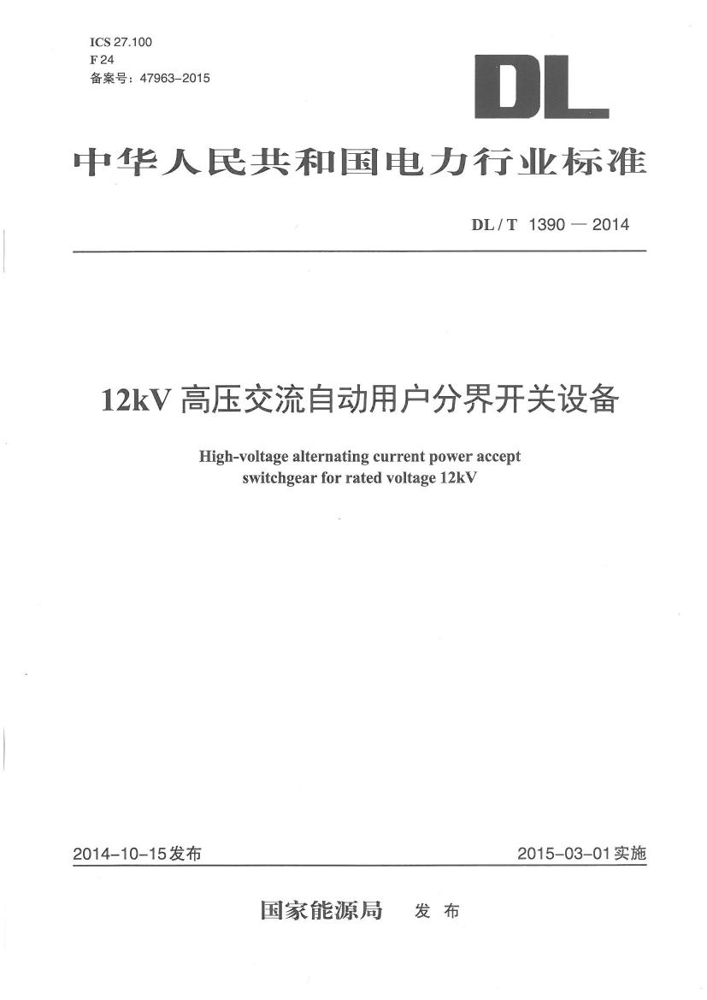 ICS 27.100
F 24
备案号：47963–2015
DL
中华人民共和国电力行业标准
DL / T 1390 — 2014
12kV 高压交流自动用户分界开关设备
High-voltage alternating current power accept
switchgear for rated voltage 12kV
2014–10–15发布
2015–03–01实施
国家能源局 发布